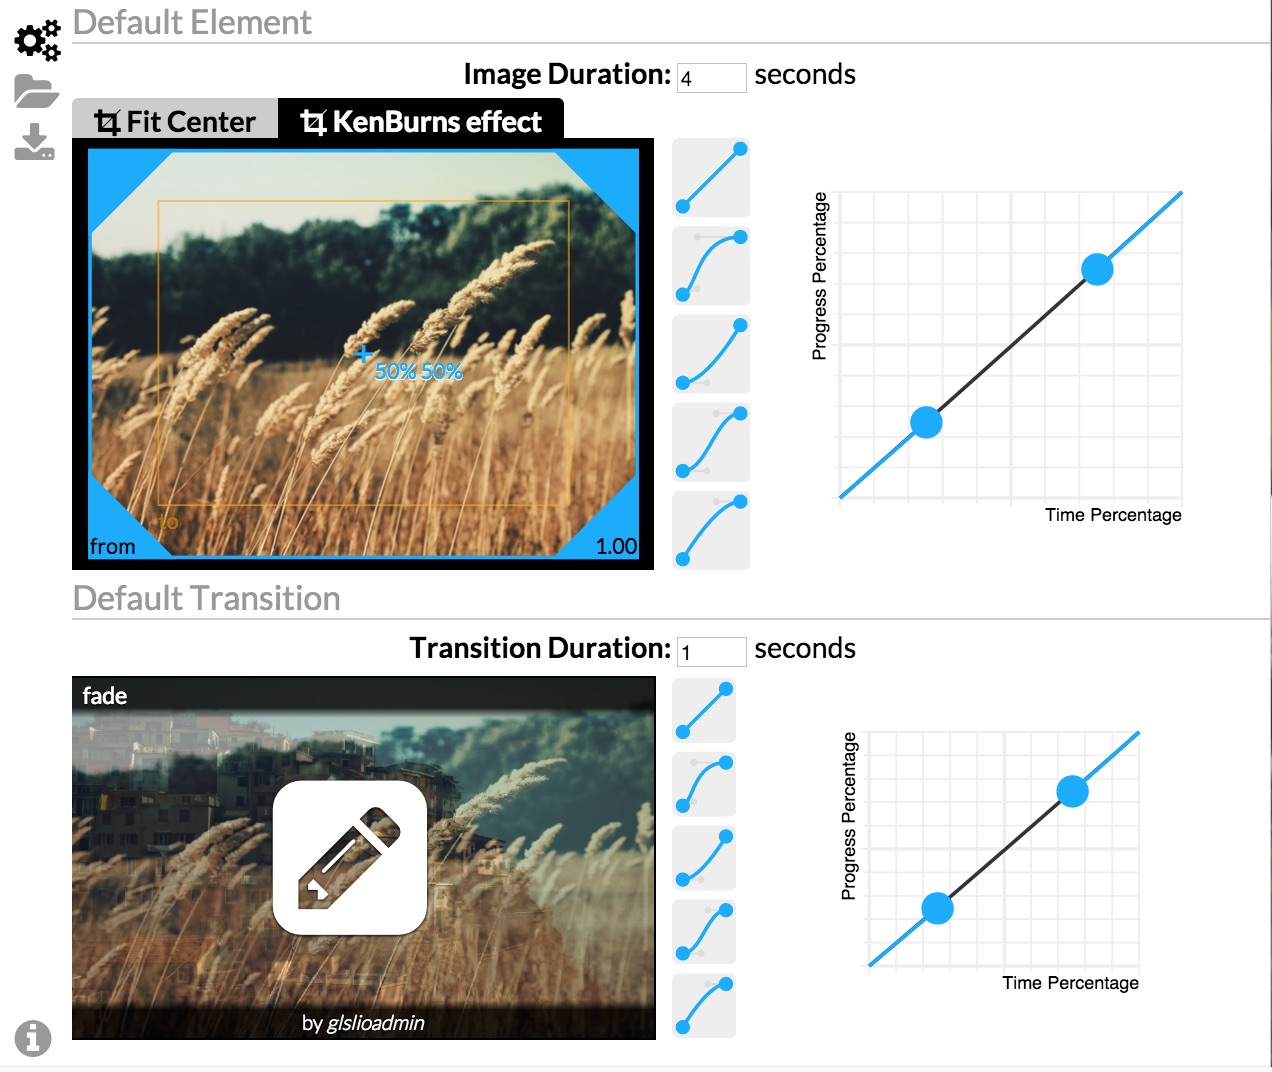 Default Element
Image Duration: 4 seconds
Fit Center
KenBurns effect
50% 50%
to
from
1.00
Progress Percentage
Time Percentage
Default Transition
Transition Duration: 1 seconds
fade
by glslioadmin
Progress Percentage
Time Percentage